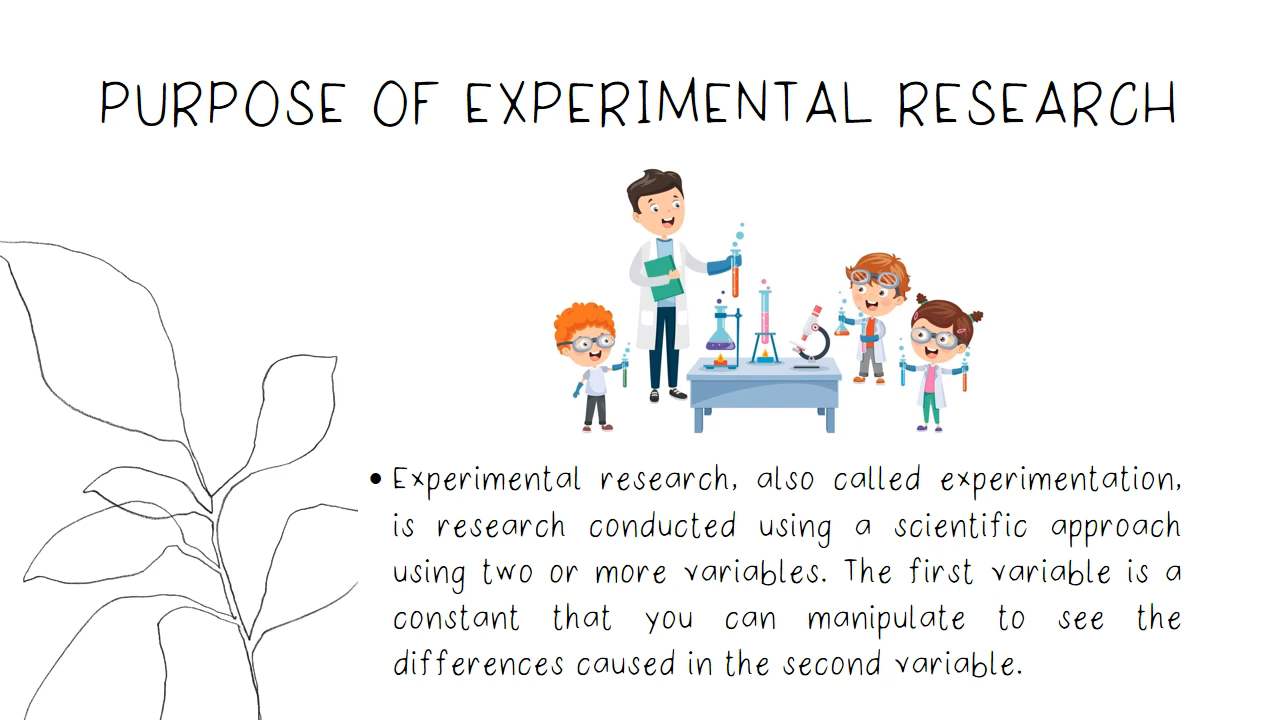 PURPOSE OF EXPERIMENTAL RESEARCH
• Experimental research, also called experimentation,
is research conducted using a scientific approach
using two or more variables. The first variable is a
constant that you can manipulate to see the
differences caused in the second variable.